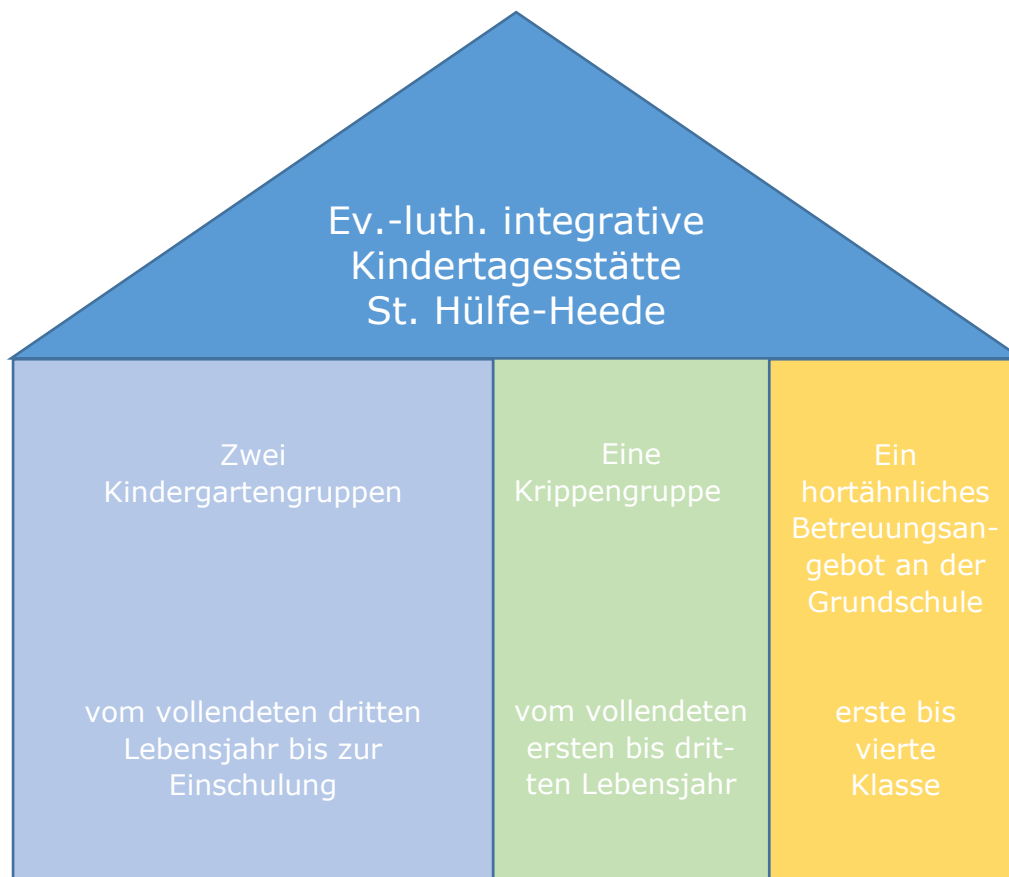 Ev.-luth. integrative
Kindertagesstätte
St. Hülfe-Heede
Zwei
Kindergartengruppen
vom vollendeten dritten
Lebensjahr bis zur
Einschulung
Eine
Krippengruppe
vom vollendeten
ersten bis drit-
ten Lebensjahr
Ein
hortähnliches
Betreuungsan-
gebot an der
Grundschule
erste bis
vierte
Klasse